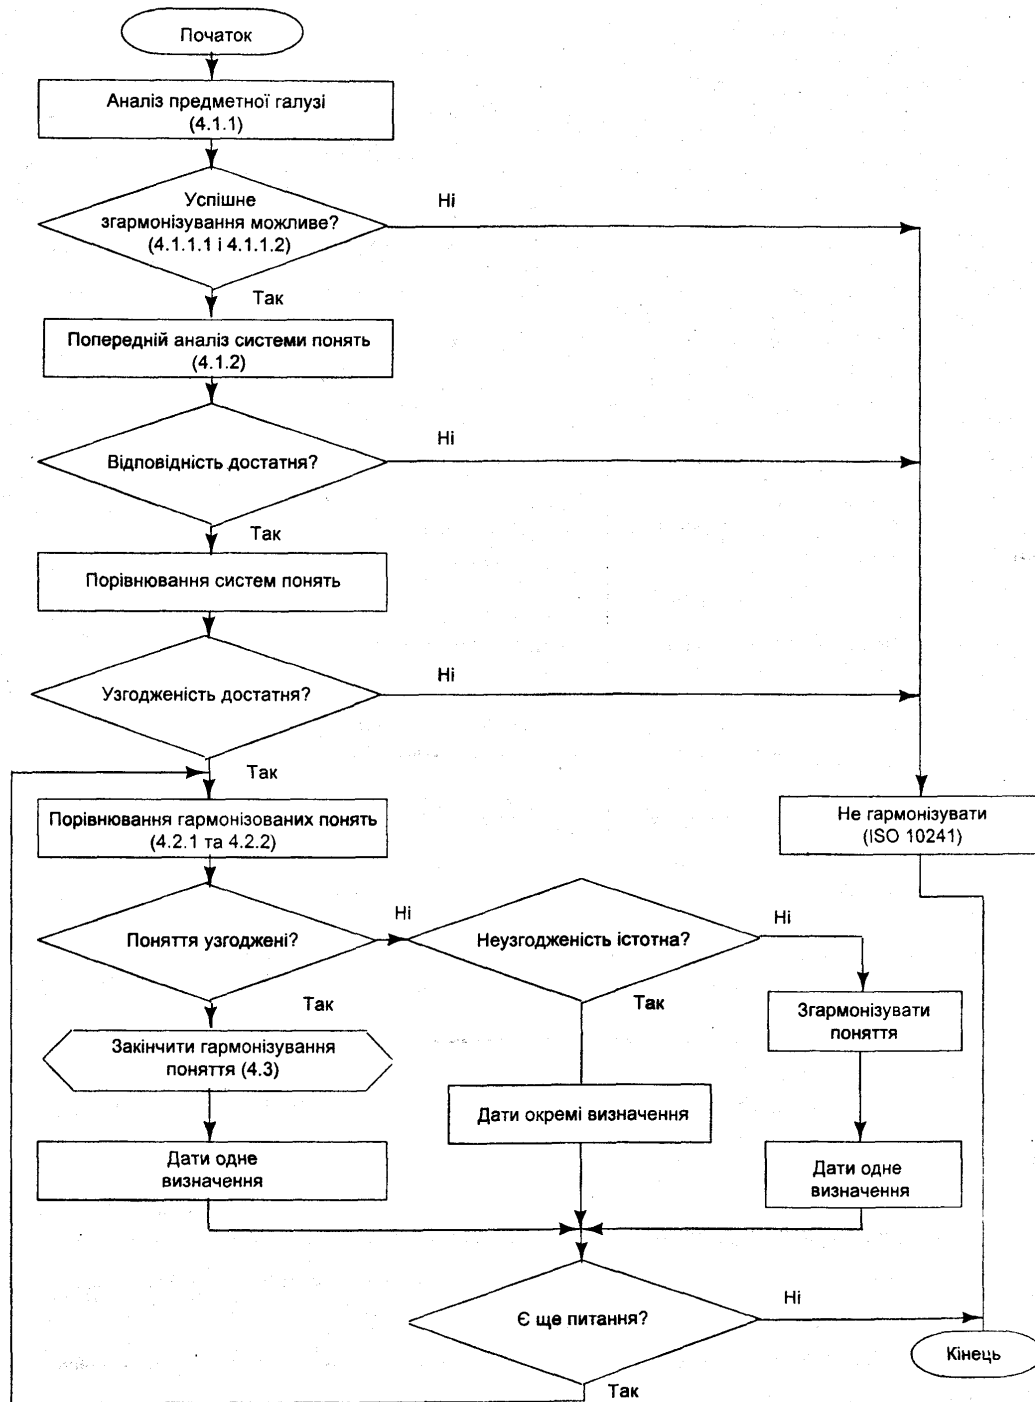 Початок
Аналіз предметної галузі
(4.1.1)
Успішне
згармонізування можливе?
(4.1.1.1 і 4.1.1.2)
Ні
Так
Попередній аналіз системи понять
(4.1.2)
Відповідність достатня?
Ні
Так
Порівнювання систем понять
Узгодженість достатня?
Ні
Так
Порівнювання гармонізованих понять
(4.2.1 та 4.2.2)
Не гармонізувати
(ISO 10241)
Поняття узгоджені?
Ні
Неузгодженість істотна?
Ні
Так
Так
Згармонізувати
поняття
Закінчити гармонізування
поняття (4.3)
Дати окремі визначення
Дати одне
визначення
Дати одне
визначення
Є ще питання?
Ні
Кінець
Так